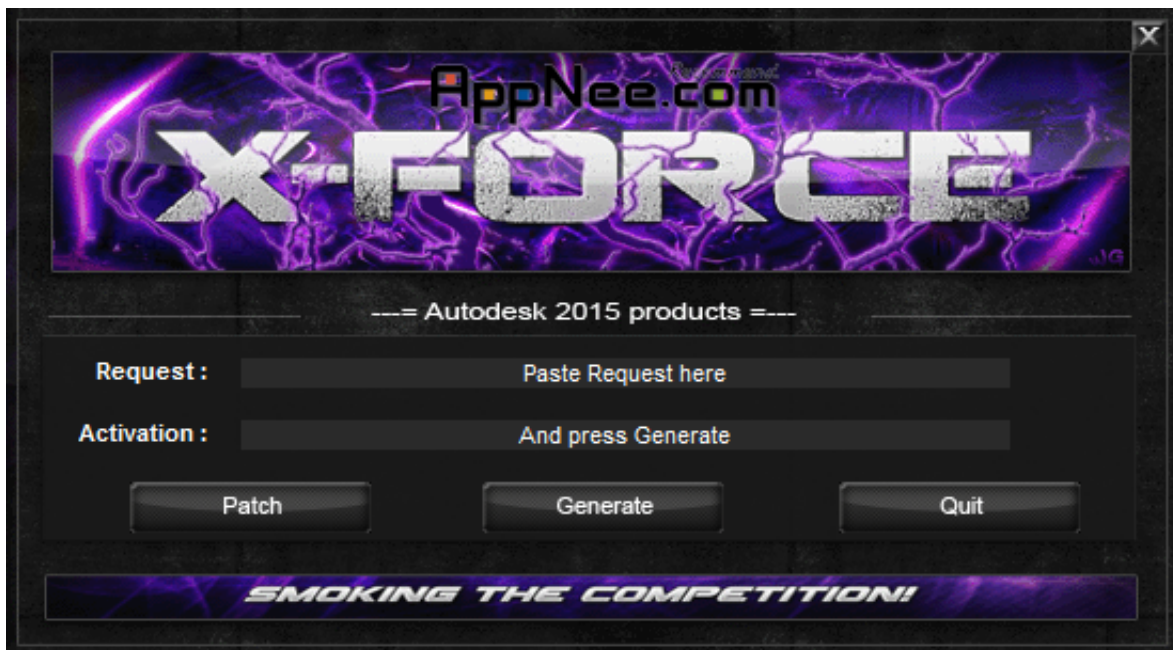 X
AppNee.com
X-FORCE
---= Autodesk 2015 products =---
Request :
Paste Request here
Activation :
And press Generate
Patch
Generate
Quit
SMOKING THE COMPETITION!